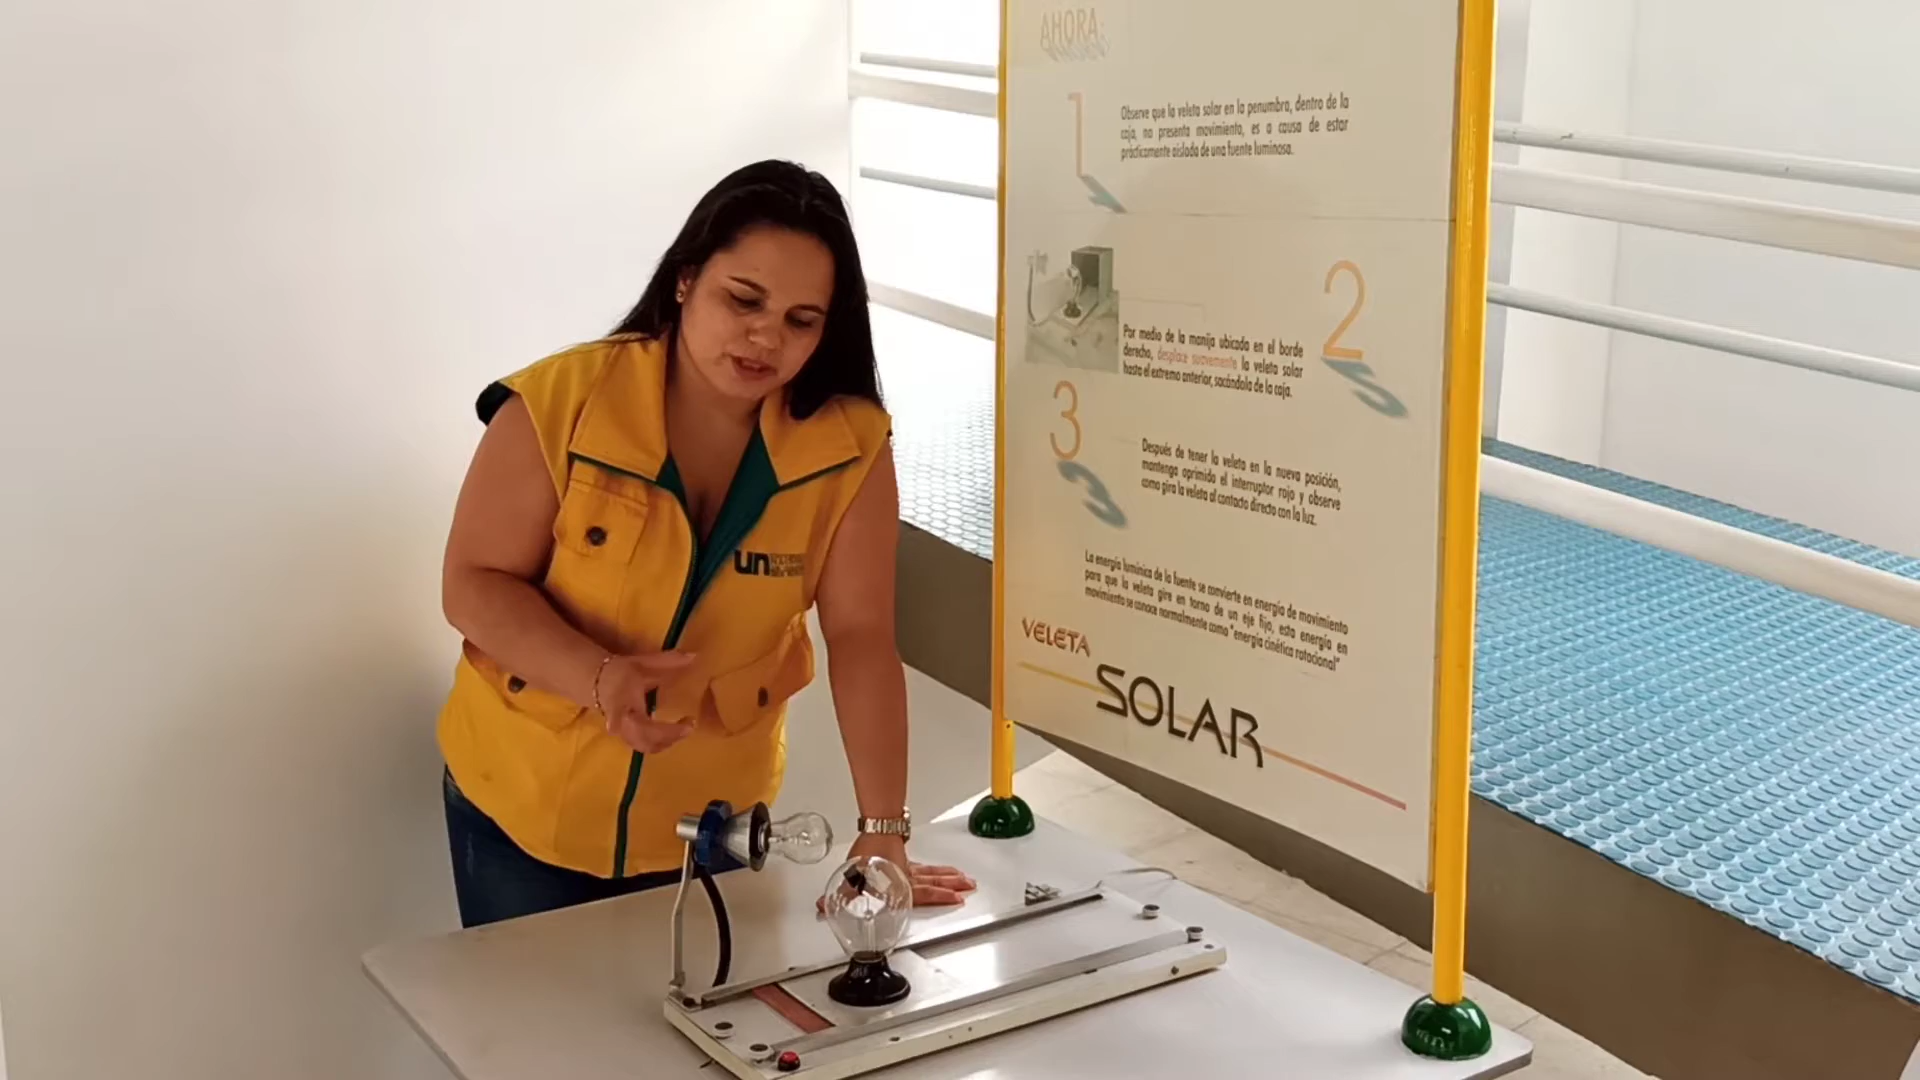 AHORA:
1
Observe que la veleta solar en la penumbra, dentro de la
caja, no presenta movimiento, es a causa de estar
prácticamente aislada de una fuente luminosa.
2
Por medio de la manija ubicada en el borde
derecho, desplace suavemente la veleta solar
hasta el extremo anterior, sacándola de la caja.
3
Después de tener la veleta en la nueva posición,
mantenga oprimido el interruptor rojo y observe
como gira la veleta al contacto directo con la luz.
La energía lumínica de la fuente se convierte en energía de movimiento
para que la veleta gire en torno de un eje fijo, esta energía en
movimiento se conoce normalmente como "energía cinética rotacional"
VELETA
SOLAR
un